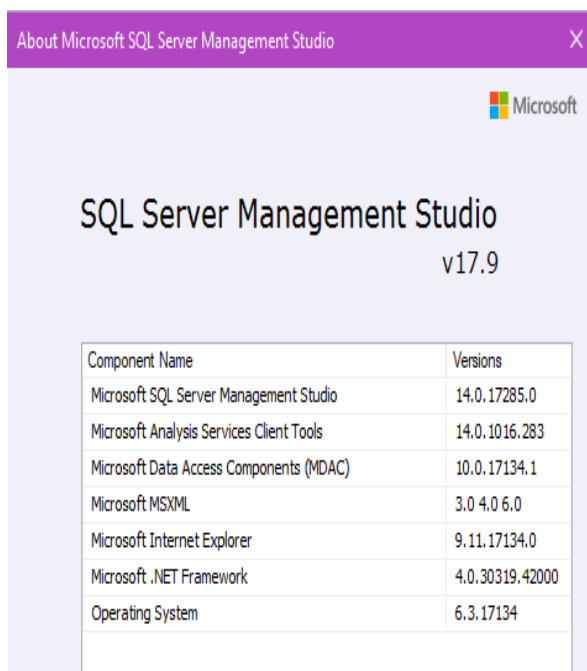 About Microsoft SQL Server Management Studio
Microsoft
SQL Server Management Studio
v17.9
Component Name Versions
Microsoft SQL Server Management Studio 14.0.17285.0
Microsoft Analysis Services Client Tools 14.0.1016.283
Microsoft Data Access Components (MDAC) 10.0.17134.1
Microsoft MSXML 3.0 4.0 6.0
Microsoft Internet Explorer 9.11.17134.0
Microsoft .NET Framework 4.0.30319.42000
Operating System 6.3.17134